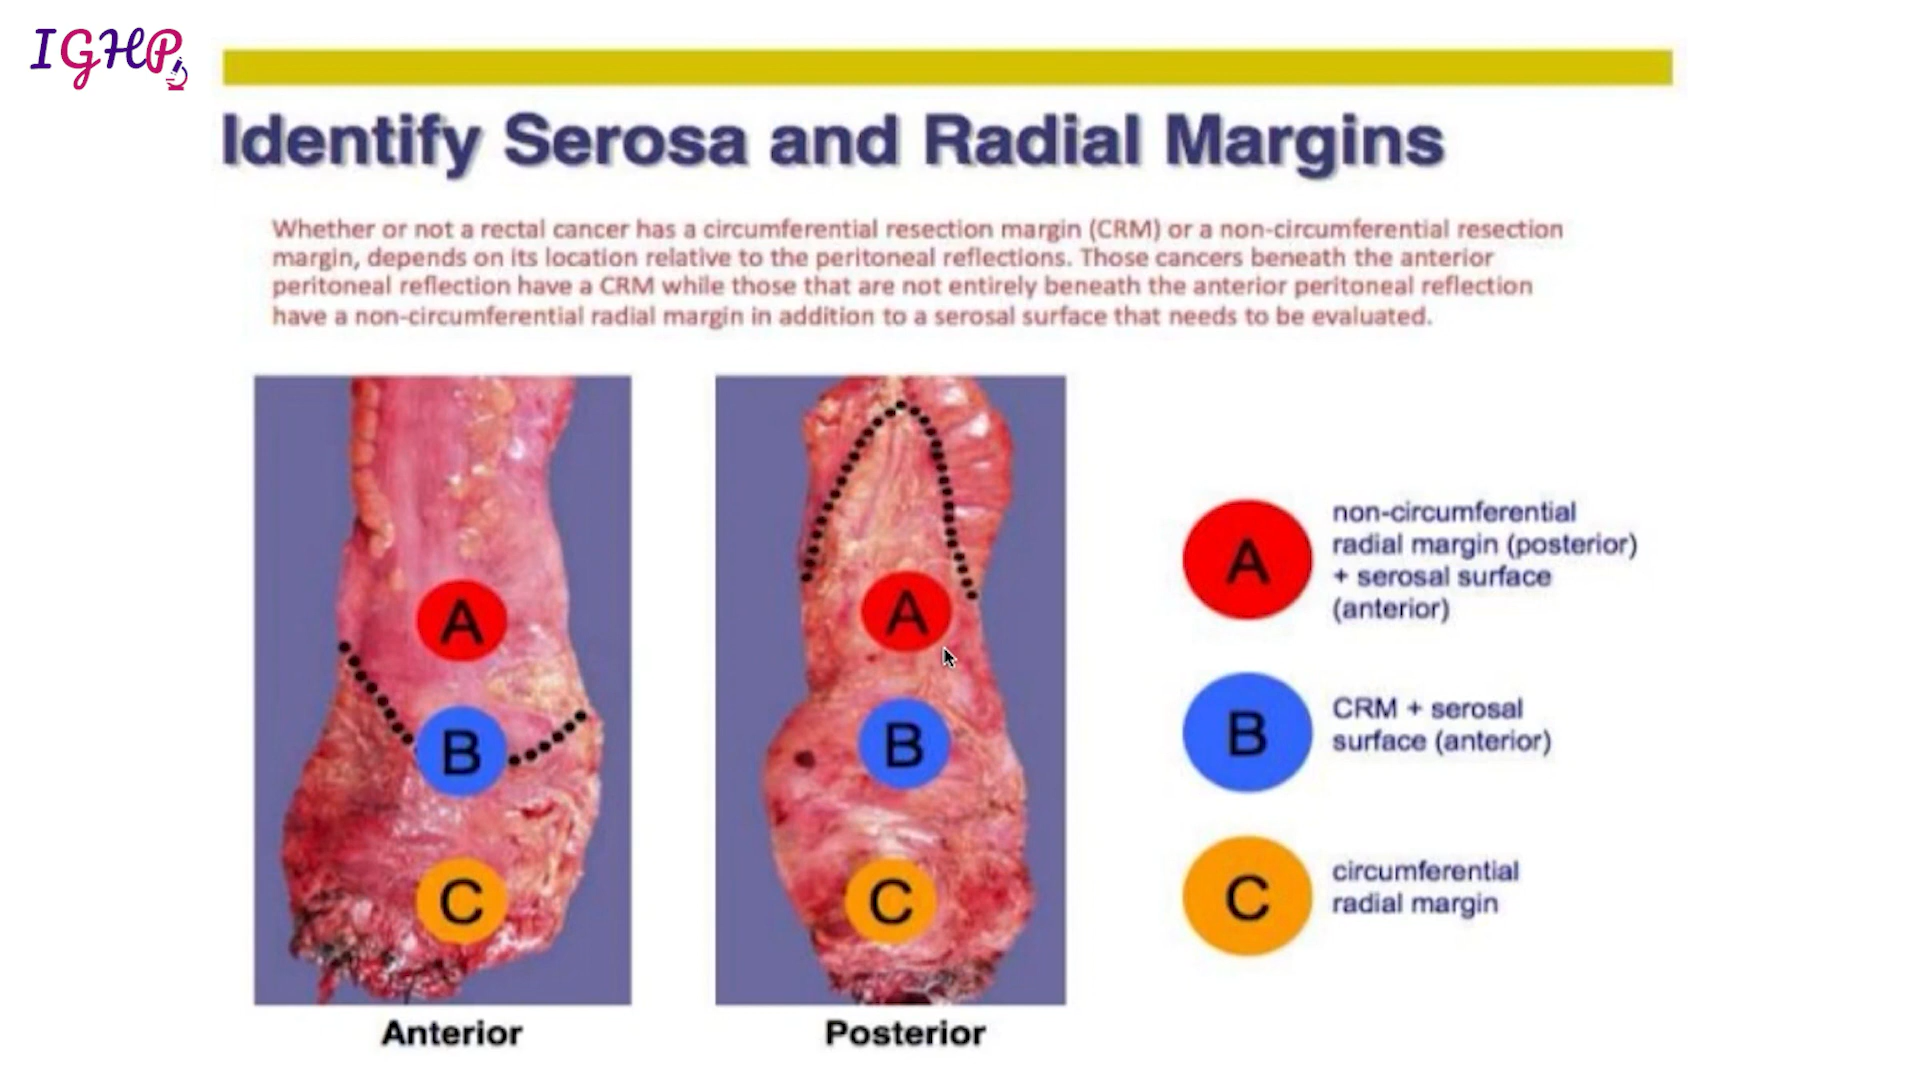 IGHP
Identify Serosa and Radial Margins
Whether or not a rectal cancer has a circumferential resection margin (CRM) or a non-circumferential resection
margin, depends on its location relative to the peritoneal reflections. Those cancers beneath the anterior
peritoneal reflection have a CRM while those that are not entirely beneath the anterior peritoneal reflection
have a non-circumferential radial margin in addition to a serosal surface that needs to be evaluated.
A
B
C
Anterior
A
B
C
Posterior
A
non-circumferential
radial margin (posterior)
+ serosal surface
(anterior)
B
CRM + serosal
surface (anterior)
C
circumferential
radial margin